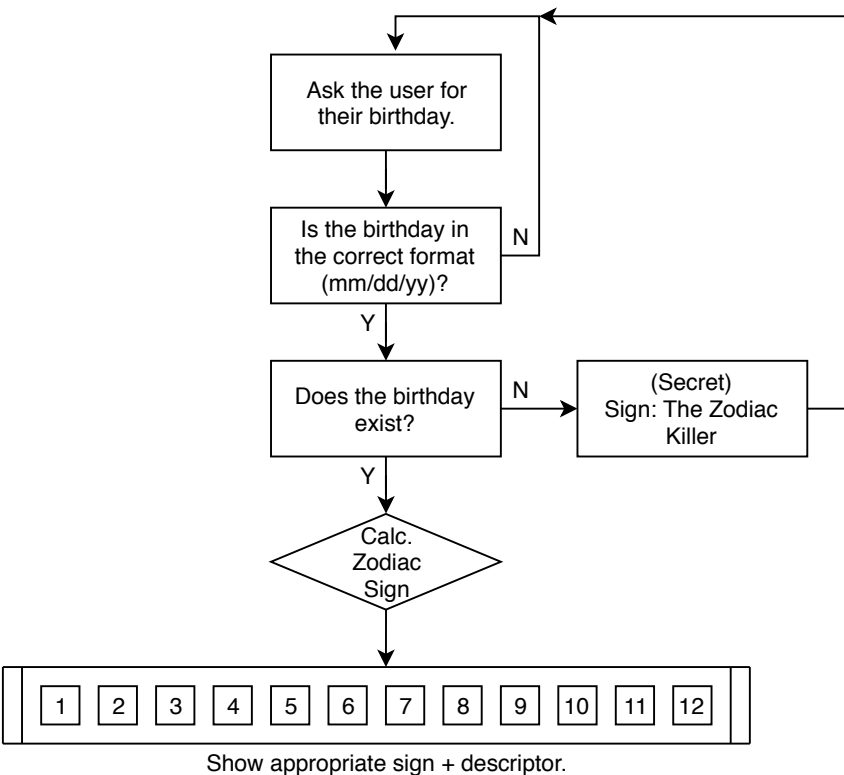 Ask the user for
their birthday.
Is the birthday in
the correct format
(mm/dd/yy)?
N
Y
Does the birthday
exist?
N
(Secret)
Sign: The Zodiac
Killer
Y
Calc.
Zodiac
Sign
1 2 3 4 5 6 7 8 9 10 11 12
Show appropriate sign + descriptor.